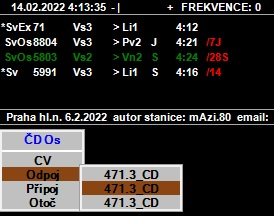 14.02.2022 4:13:35 - | + FREKVENCE: 0
*SvEx 71 Vs3 > Li1 4:12
SvOs 8804 Vs3 > Pv2 J 4:21 /7J
SvOs 5803 Vs2 > Vn2 S 4:24 /28S
*Sv 5991 Vs3 > Li1 4:16 /14
Praha hl.n. 6.2.2022 autor stanice: mAzi.80 email:
ČD Os
CV
Odpoj 471.3_CD
Připoj 471.3_CD
Otoč 471.3_CD